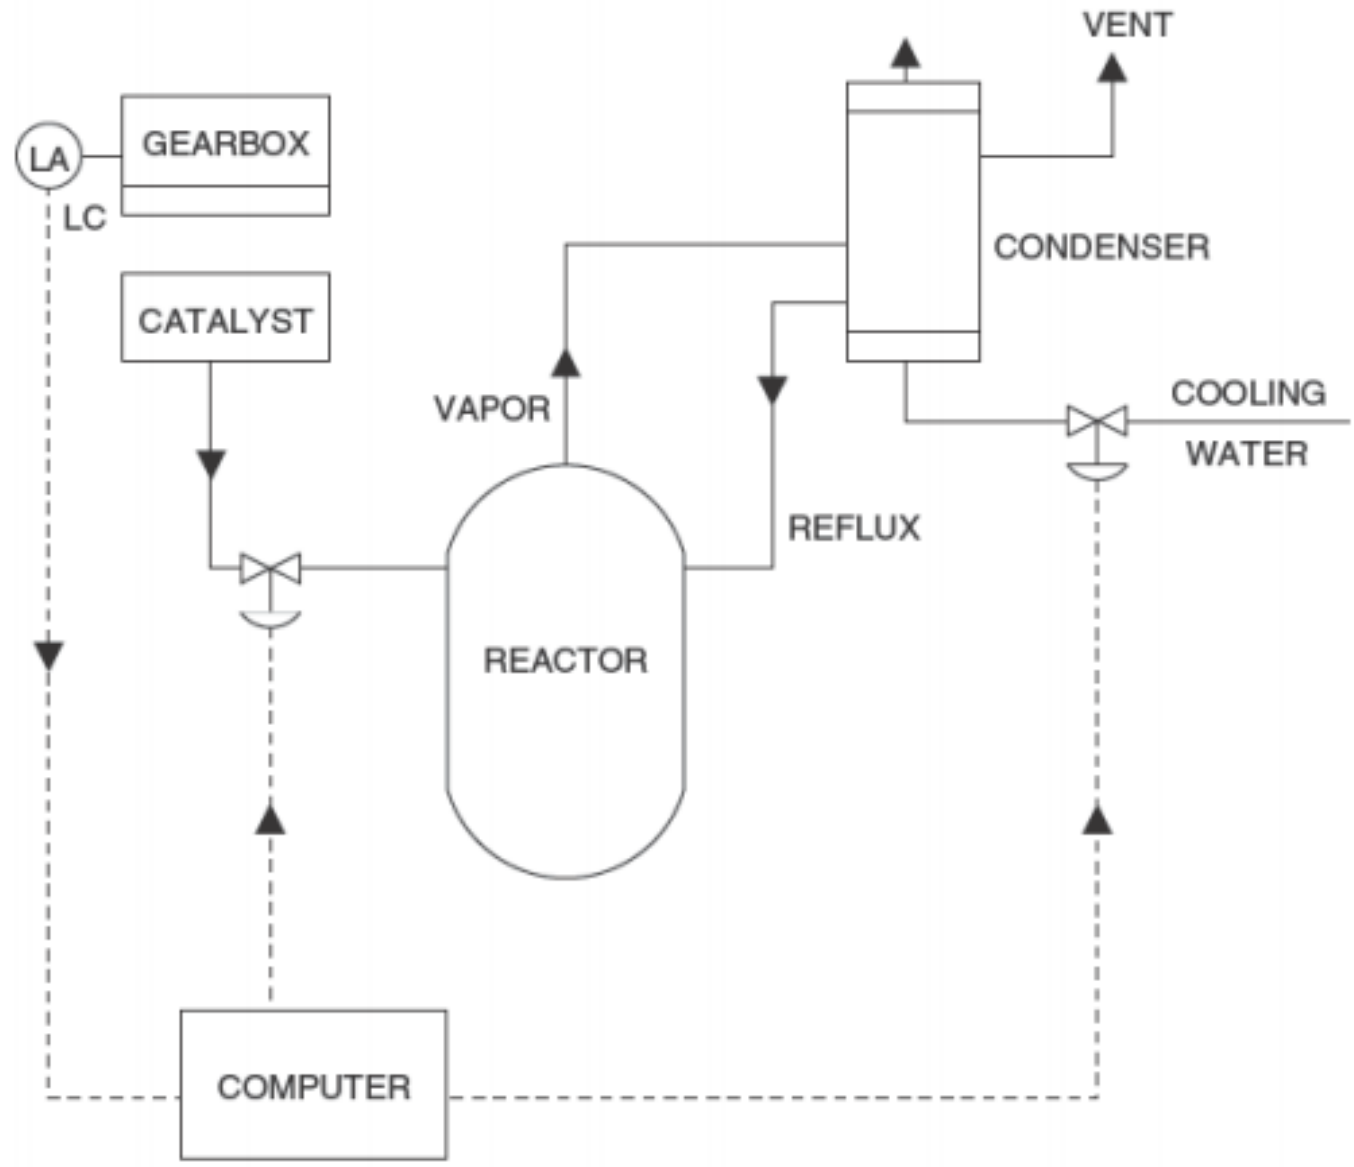 VENT
GEARBOX
LA
LC
CONDENSER
CATALYST
COOLING
VAPOR
WATER
REFLUX
REACTOR
COMPUTER